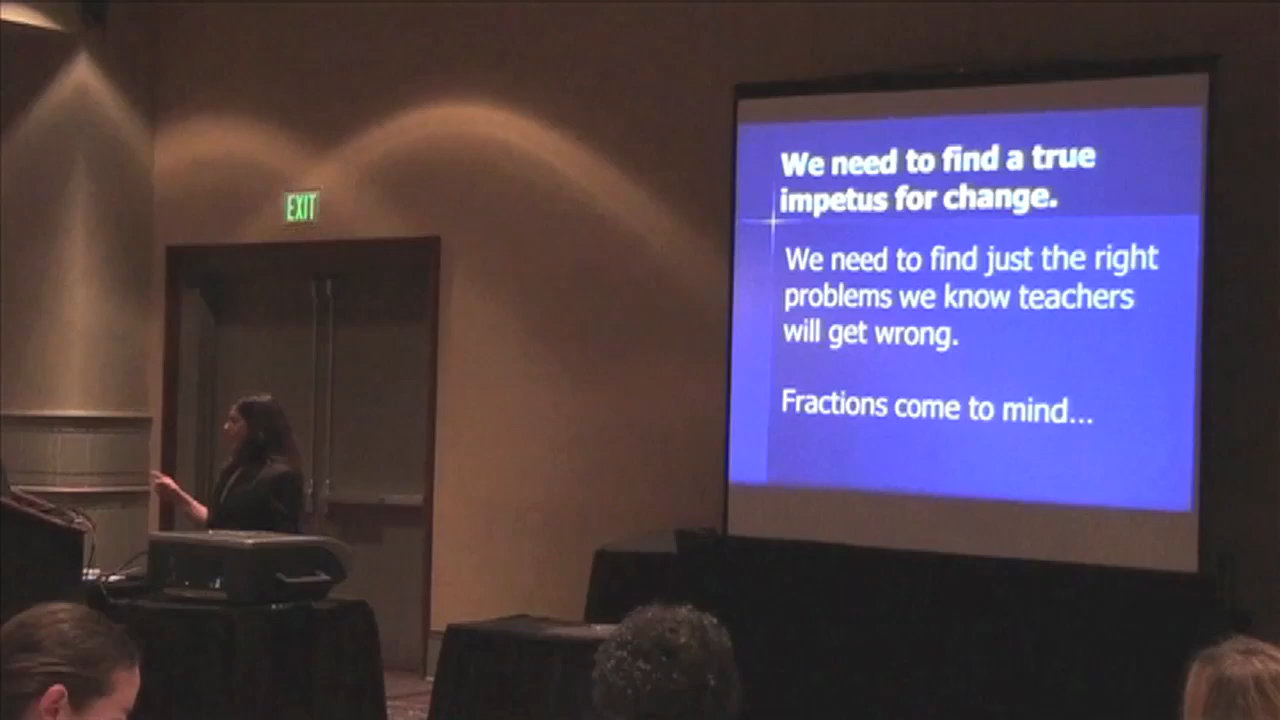 EXIT
We need to find a true
impetus for change.
We need to find just the right
problems we know teachers
will get wrong.
Fractions come to mind...